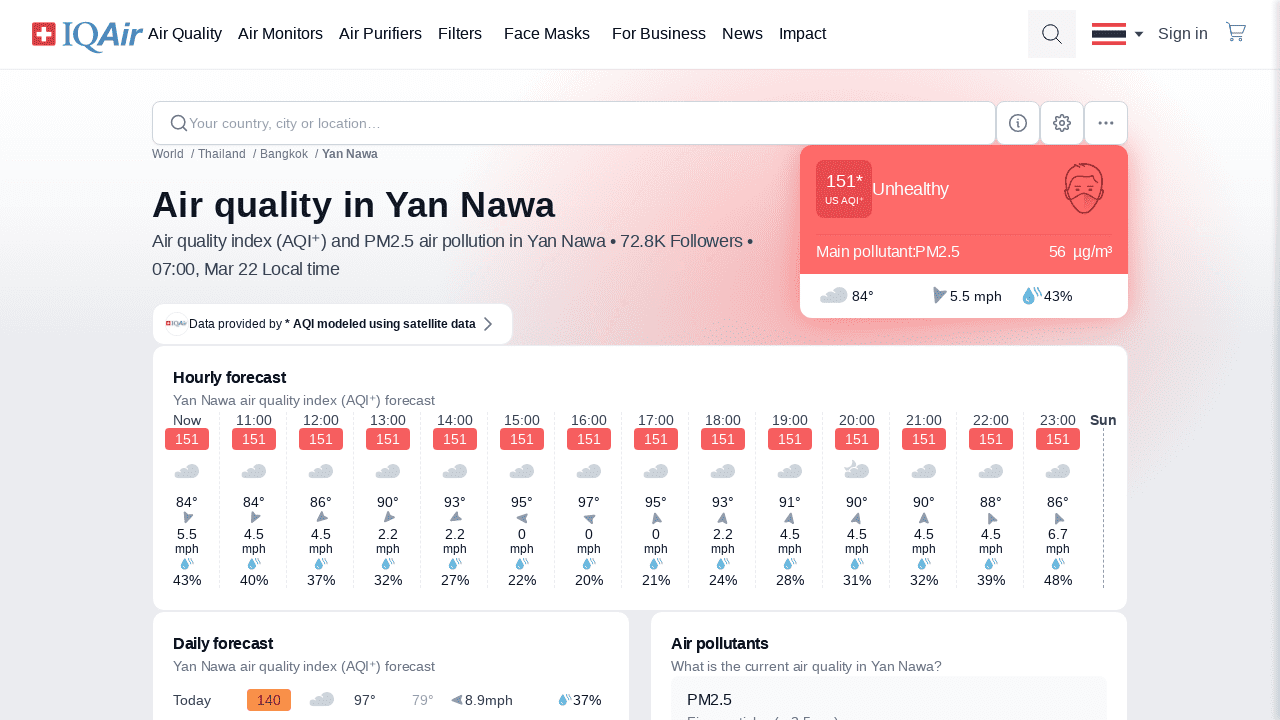 IQAir Air Quality Air Monitors Air Purifiers Filters Face Masks For Business News Impact Sign in
Your country, city or location…
World / Thailand / Bangkok / Yan Nawa
Air quality in Yan Nawa
Air quality index (AQI⁺) and PM2.5 air pollution in Yan Nawa • 72.8K Followers •
07:00, Mar 22 Local time
151*
US AQI⁺
Unhealthy
Main pollutant:PM2.5 56 µg/m³
84° 5.5 mph 43%
IQAir Data provided by * AQI modeled using satellite data
Hourly forecast
Yan Nawa air quality index (AQI⁺) forecast
Now 11:00 12:00 13:00 14:00 15:00 16:00 17:00 18:00 19:00 20:00 21:00 22:00 23:00 Sun
151 151 151 151 151 151 151 151 151 151 151 151 151 151
84° 84° 86° 90° 93° 95° 97° 95° 93° 91° 90° 90° 88° 86°
5.5 4.5 4.5 2.2 2.2 0 0 0 2.2 4.5 4.5 4.5 4.5 6.7
mph mph mph mph mph mph mph mph mph mph mph mph mph mph
43% 40% 37% 32% 27% 22% 20% 21% 24% 28% 31% 32% 39% 48%
Daily forecast
Yan Nawa air quality index (AQI⁺) forecast
Today 140 97° 79° 8.9mph 37%
Air pollutants
What is the current air quality in Yan Nawa?
PM2.5